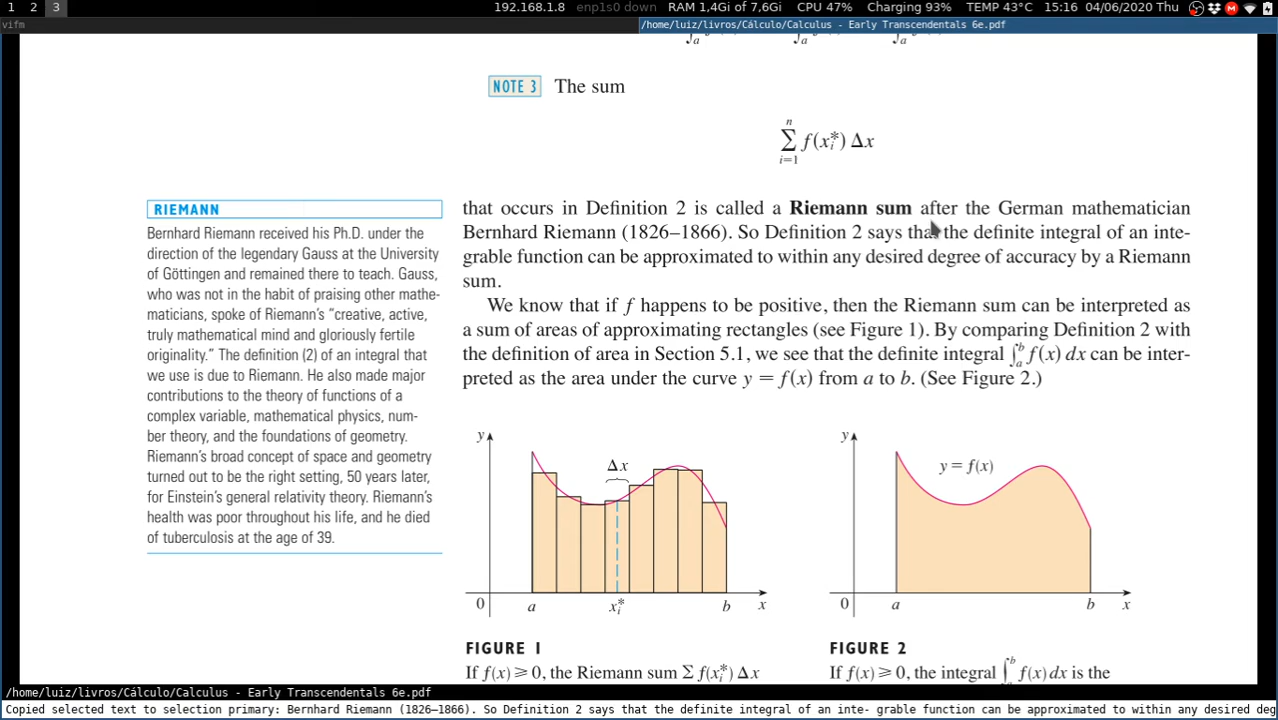 1 2 3 192.168.1.8 enp1s0 down RAM 1,4Gi of 7,6Gi CPU 47% Charging 93% TEMP 43°C 15:16 04/06/2020 Thu
vifm /home/luiz/livros/Cálculo/Calculus - Early Transcendentals 6e.pdf
NOTE 3 The sum
n
∑ f(xᵢ*) Δx
i=1
that occurs in Definition 2 is called a Riemann sum after the German mathematician
Bernhard Riemann (1826–1866). So Definition 2 says that the definite integral of an inte-
grable function can be approximated to within any desired degree of accuracy by a Riemann
sum.
We know that if f happens to be positive, then the Riemann sum can be interpreted as
a sum of areas of approximating rectangles (see Figure 1). By comparing Definition 2 with
the definition of area in Section 5.1, we see that the definite integral ∫ₐᵇ f(x) dx can be inter-
preted as the area under the curve y = f(x) from a to b. (See Figure 2.)
RIEMANN
Bernhard Riemann received his Ph.D. under the
direction of the legendary Gauss at the University
of Göttingen and remained there to teach. Gauss,
who was not in the habit of praising other mathe-
maticians, spoke of Riemann's “creative, active,
truly mathematical mind and gloriously fertile
originality.” The definition (2) of an integral that
we use is due to Riemann. He also made major
contributions to the theory of functions of a
complex variable, mathematical physics, num-
ber theory, and the foundations of geometry.
Riemann's broad concept of space and geometry
turned out to be the right setting, 50 years later,
for Einstein's general relativity theory. Riemann's
health was poor throughout his life, and he died
of tuberculosis at the age of 39.
y
Δx
0 a xᵢ* b x
y
y = f(x)
0 a b x
FIGURE 1
If f(x) ≥ 0, the Riemann sum Σ f(xᵢ*) Δx
FIGURE 2
If f(x) ≥ 0, the integral ∫ₐᵇ f(x) dx is the
/home/luiz/livros/Cálculo/Calculus - Early Transcendentals 6e.pdf
Copied selected text to selection primary: Bernhard Riemann (1826–1866). So Definition 2 says that the definite integral of an inte- grable function can be approximated to within any desired deg